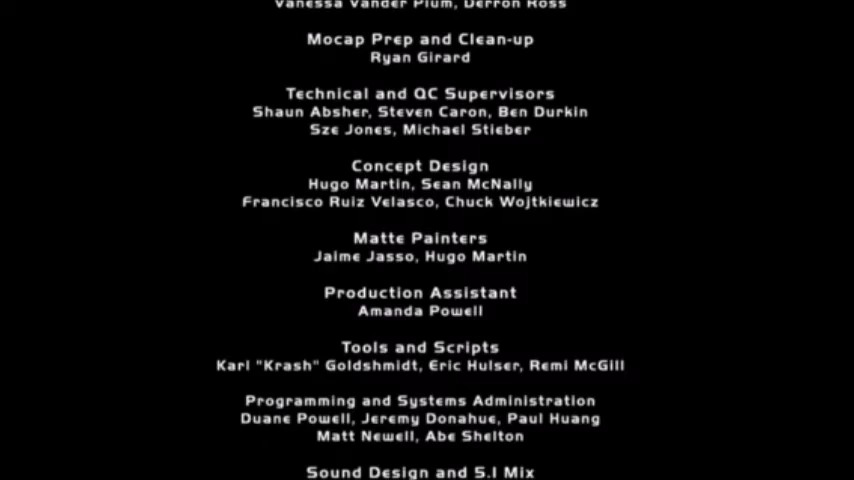 Vanessa Vander Plum, Derron Ross
Mocap Prep and Clean-up
Ryan Girard
Technical and QC Supervisors
Shaun Absher, Steven Caron, Ben Durkin
Sze Jones, Michael Stieber
Concept Design
Hugo Martin, Sean McNally
Francisco Ruiz Velasco, Chuck Wojtkiewicz
Matte Painters
Jaime Jasso, Hugo Martin
Production Assistant
Amanda Powell
Tools and Scripts
Karl "Krash" Goldshmidt, Eric Hulser, Remi McGill
Programming and Systems Administration
Duane Powell, Jeremy Donahue, Paul Huang
Matt Newell, Abe Shelton
Sound Design and 5.1 Mix